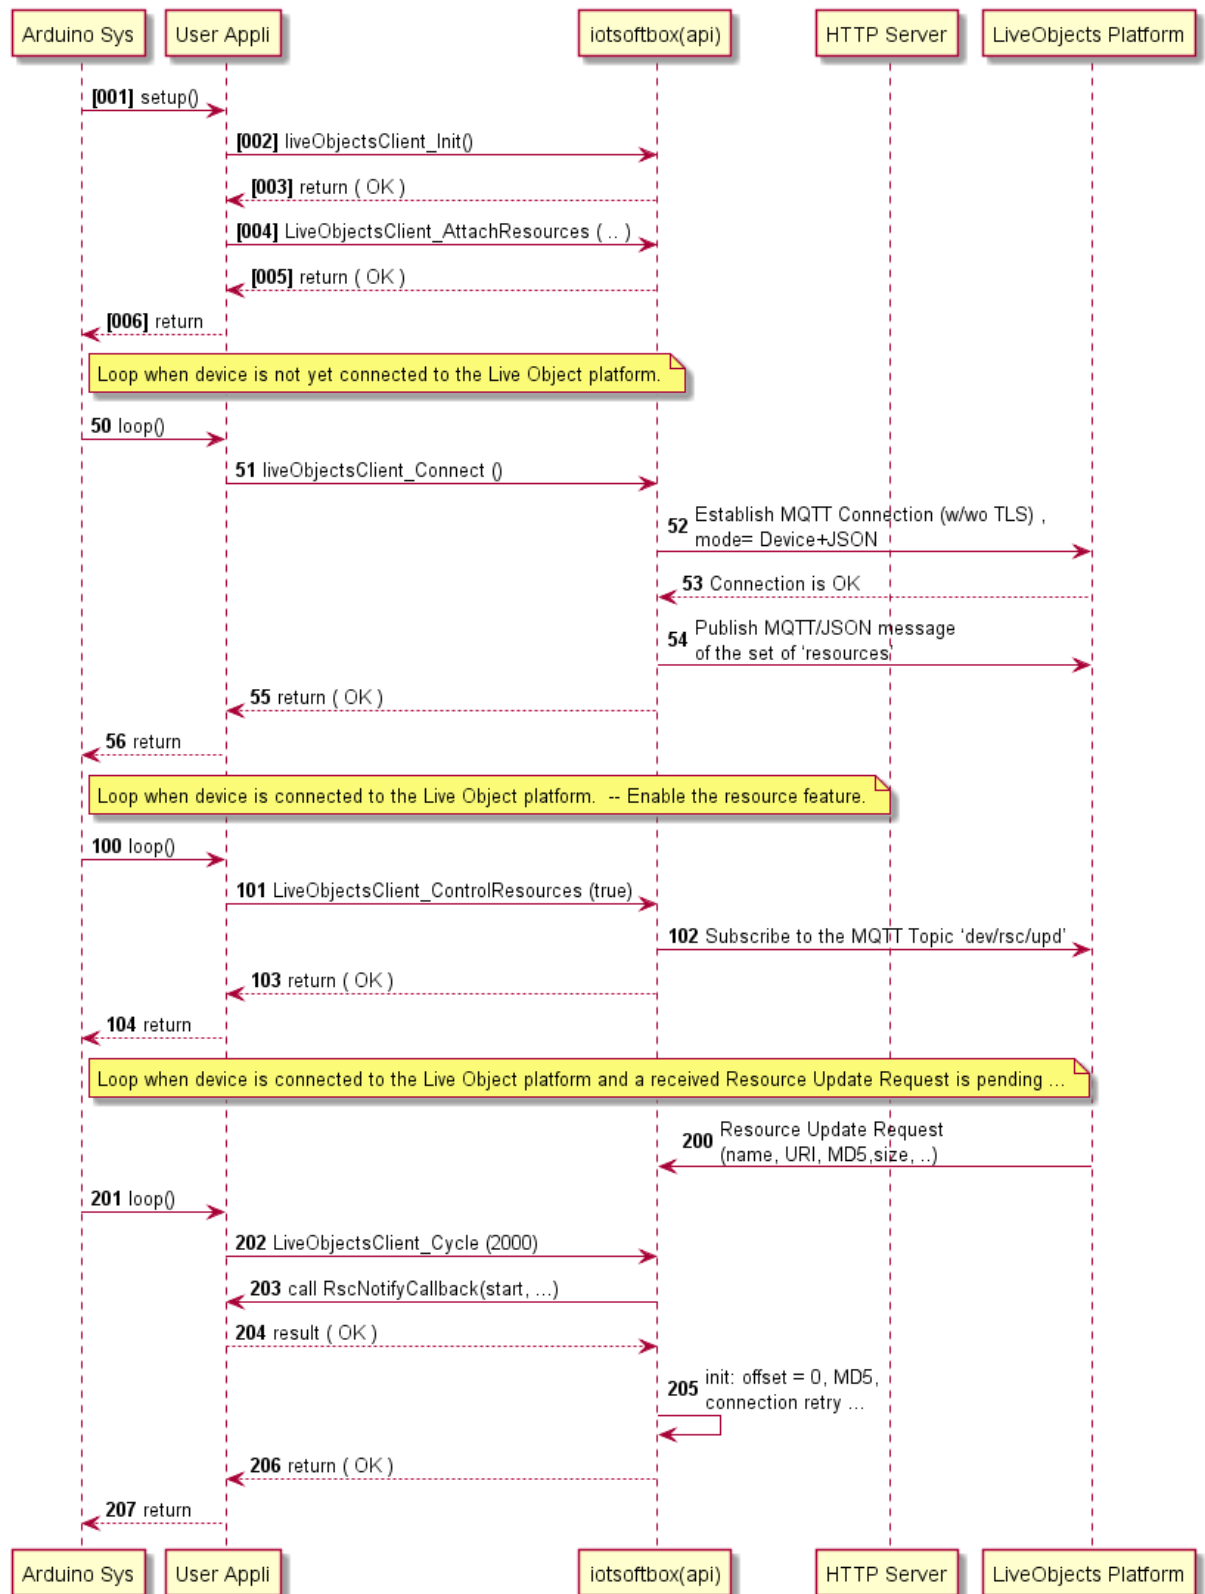 Arduino Sys
User Appli
iotsoftbox(api)
HTTP Server
LiveObjects Platform
[001] setup()
[002] liveObjectsClient_Init()
[003] return ( OK )
[004] LiveObjectsClient_AttachResources ( .. )
[005] return ( OK )
[006] return
Loop when device is not yet connected to the Live Object platform.
50 loop()
51 liveObjectsClient_Connect ()
52 Establish MQTT Connection (w/wo TLS) ,
mode= Device+JSON
53 Connection is OK
54 Publish MQTT/JSON message
of the set of ‘resources’
55 return ( OK )
56 return
Loop when device is connected to the Live Object platform.  -- Enable the resource feature.
100 loop()
101 LiveObjectsClient_ControlResources (true)
102 Subscribe to the MQTT Topic ‘dev/rsc/upd’
103 return ( OK )
104 return
Loop when device is connected to the Live Object platform and a received Resource Update Request is pending ...
200 Resource Update Request
(name, URI, MD5,size, ..)
201 loop()
202 LiveObjectsClient_Cycle (2000)
203 call RscNotifyCallback(start, ...)
204 result ( OK )
205 init: offset = 0, MD5,
connection retry ...
206 return ( OK )
207 return
Arduino Sys
User Appli
iotsoftbox(api)
HTTP Server
LiveObjects Platform